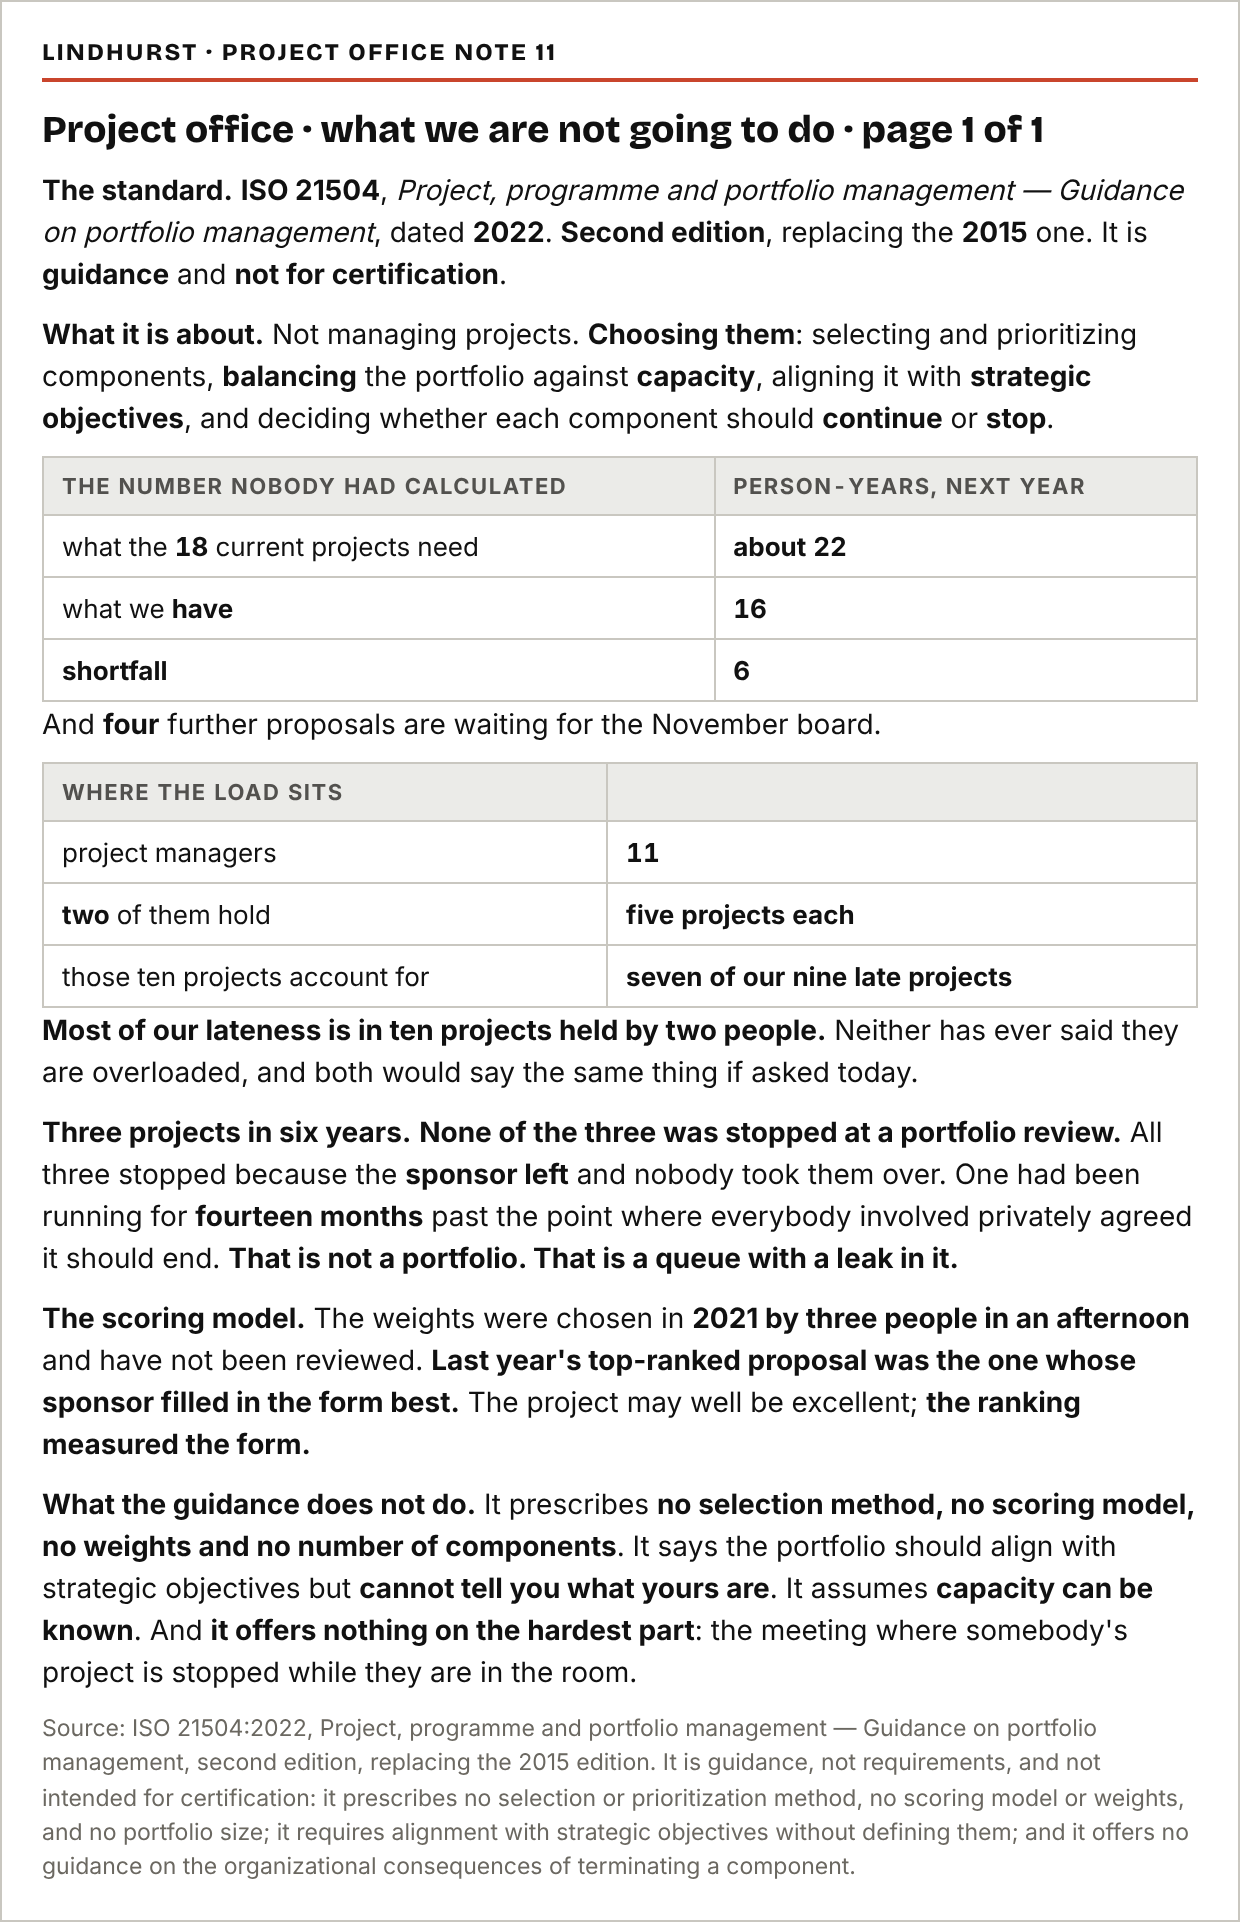 LINDHURST · PROJECT OFFICE NOTE 11
Project office · what we are not going to do · page 1 of 1
The standard. ISO 21504, Project, programme and portfolio management — Guidance
on portfolio management, dated 2022. Second edition, replacing the 2015 one. It is
guidance and not for certification.
What it is about. Not managing projects. Choosing them: selecting and prioritizing
components, balancing the portfolio against capacity, aligning it with strategic
objectives, and deciding whether each component should continue or stop.
THE NUMBER NOBODY HAD CALCULATED PERSON-YEARS, NEXT YEAR
what the 18 current projects need about 22
what we have 16
shortfall 6
And four further proposals are waiting for the November board.
WHERE THE LOAD SITS
project managers 11
two of them hold five projects each
those ten projects account for seven of our nine late projects
Most of our lateness is in ten projects held by two people. Neither has ever said they
are overloaded, and both would say the same thing if asked today.
Three projects in six years. None of the three was stopped at a portfolio review. All
three stopped because the sponsor left and nobody took them over. One had been
running for fourteen months past the point where everybody involved privately agreed
it should end. That is not a portfolio. That is a queue with a leak in it.
The scoring model. The weights were chosen in 2021 by three people in an afternoon
and have not been reviewed. Last year's top-ranked proposal was the one whose
sponsor filled in the form best. The project may well be excellent; the ranking
measured the form.
What the guidance does not do. It prescribes no selection method, no scoring model,
no weights and no number of components. It says the portfolio should align with
strategic objectives but cannot tell you what yours are. It assumes capacity can be
known. And it offers nothing on the hardest part: the meeting where somebody's
project is stopped while they are in the room.
Source: ISO 21504:2022, Project, programme and portfolio management — Guidance on portfolio
management, second edition, replacing the 2015 edition. It is guidance, not requirements, and not
intended for certification: it prescribes no selection or prioritization method, no scoring model or weights,
and no portfolio size; it requires alignment with strategic objectives without defining them; and it offers no
guidance on the organizational consequences of terminating a component.